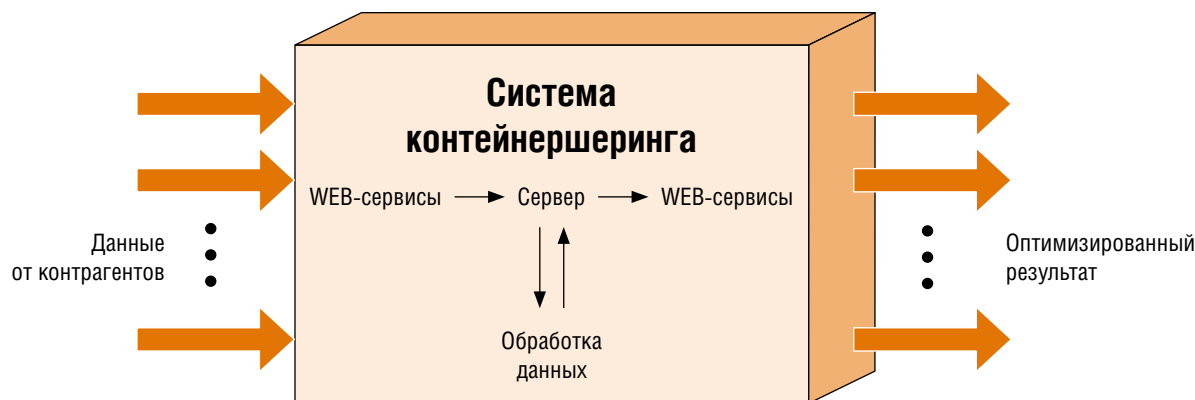 Система
контейнершеринга
WEB-сервисы
Сервер
WEB-сервисы
Данные
от контрагентов
Оптимизированный
результат
Обработка
данных